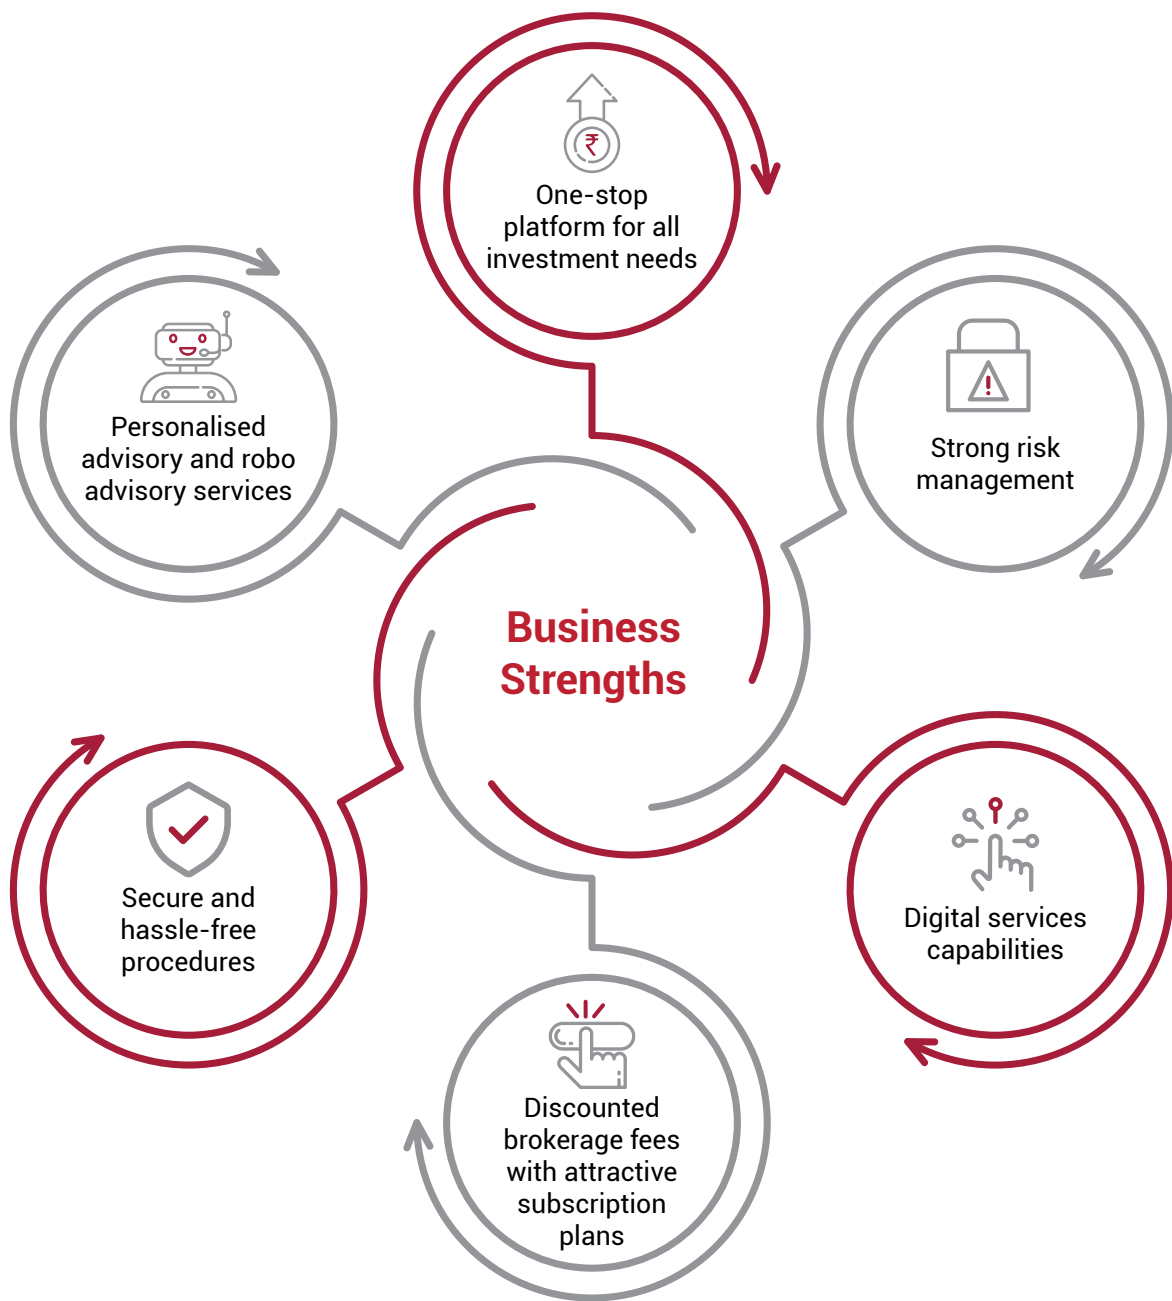 ₹
One-stop
platform for all
investment needs
Personalised
advisory and robo
advisory services
!
Strong risk
management
Business
Strengths
Secure and
hassle-free
procedures
Digital services
capabilities
Discounted
brokerage fees
with attractive
subscription
plans